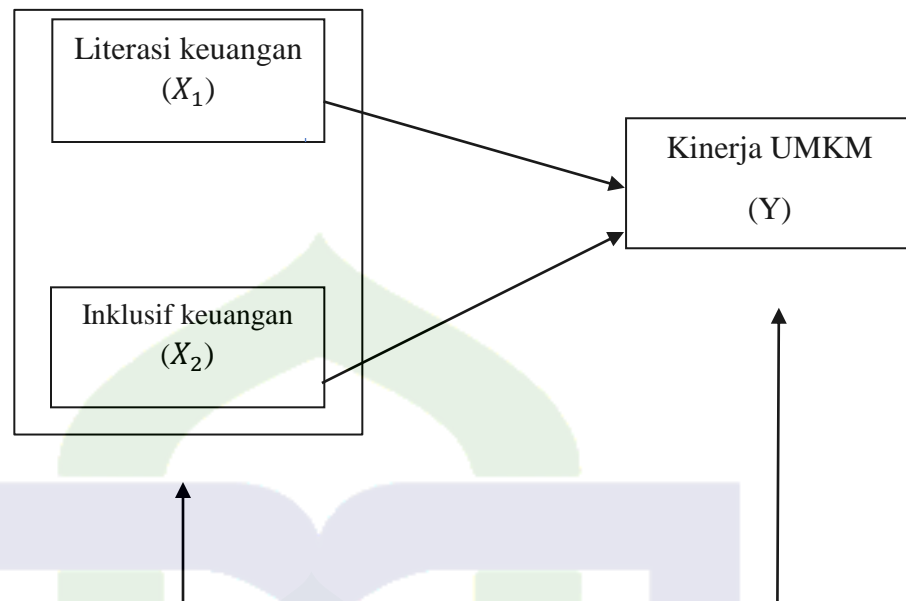 Literasi keuangan
(𝑋₁)
Kinerja UMKM
(Y)
Inklusif keuangan
(𝑋₂)